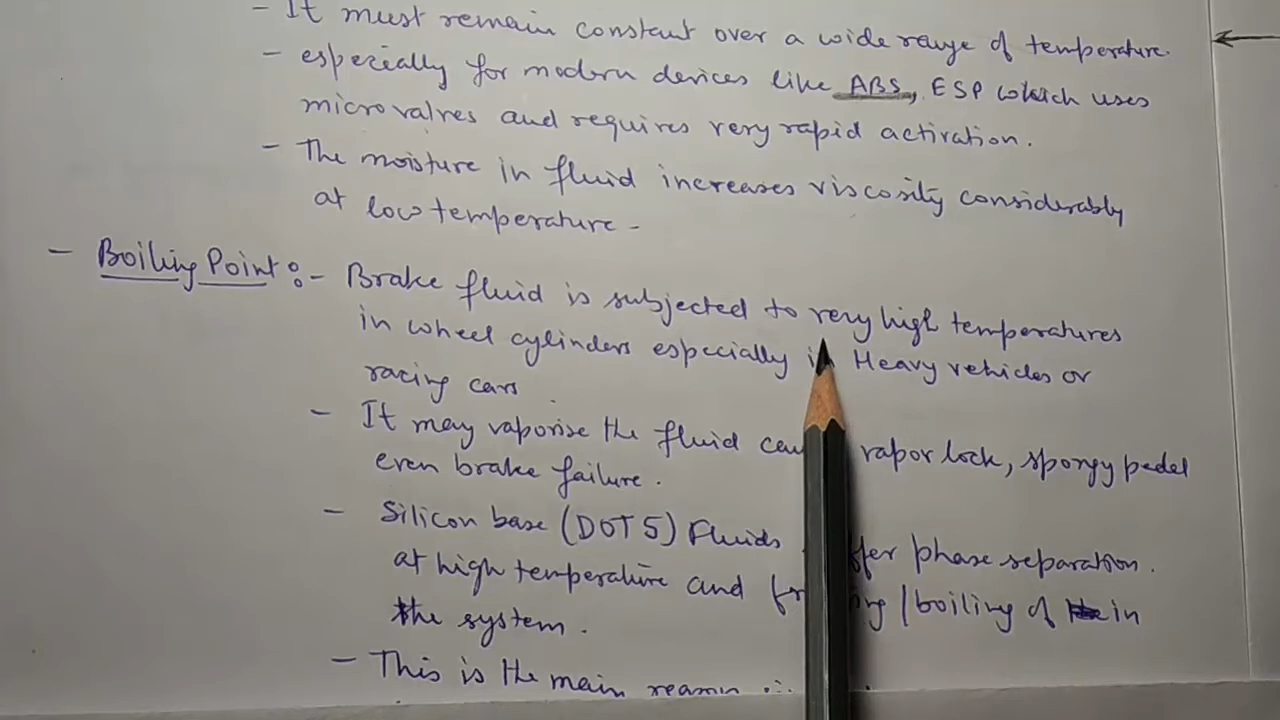 - It must remain constant over a wide range of temperature.
- especially for modern devices like ABS, ESP which uses
microvalves and requires very rapid activation.
- The moisture in fluid increases viscosity considerably
at low temperature -
- Boiling Point :- Brake fluid is subjected to very high temperatures
in wheel cylinders especially in Heavy vehicles or
racing cars
- It may vaporise the fluid vapor lock, spongy pedel
even brake failure.
- Silicon base (DOT 5) Fluids phase separation.
at high temperature and /boiling of in
the system.
- This is the main reason